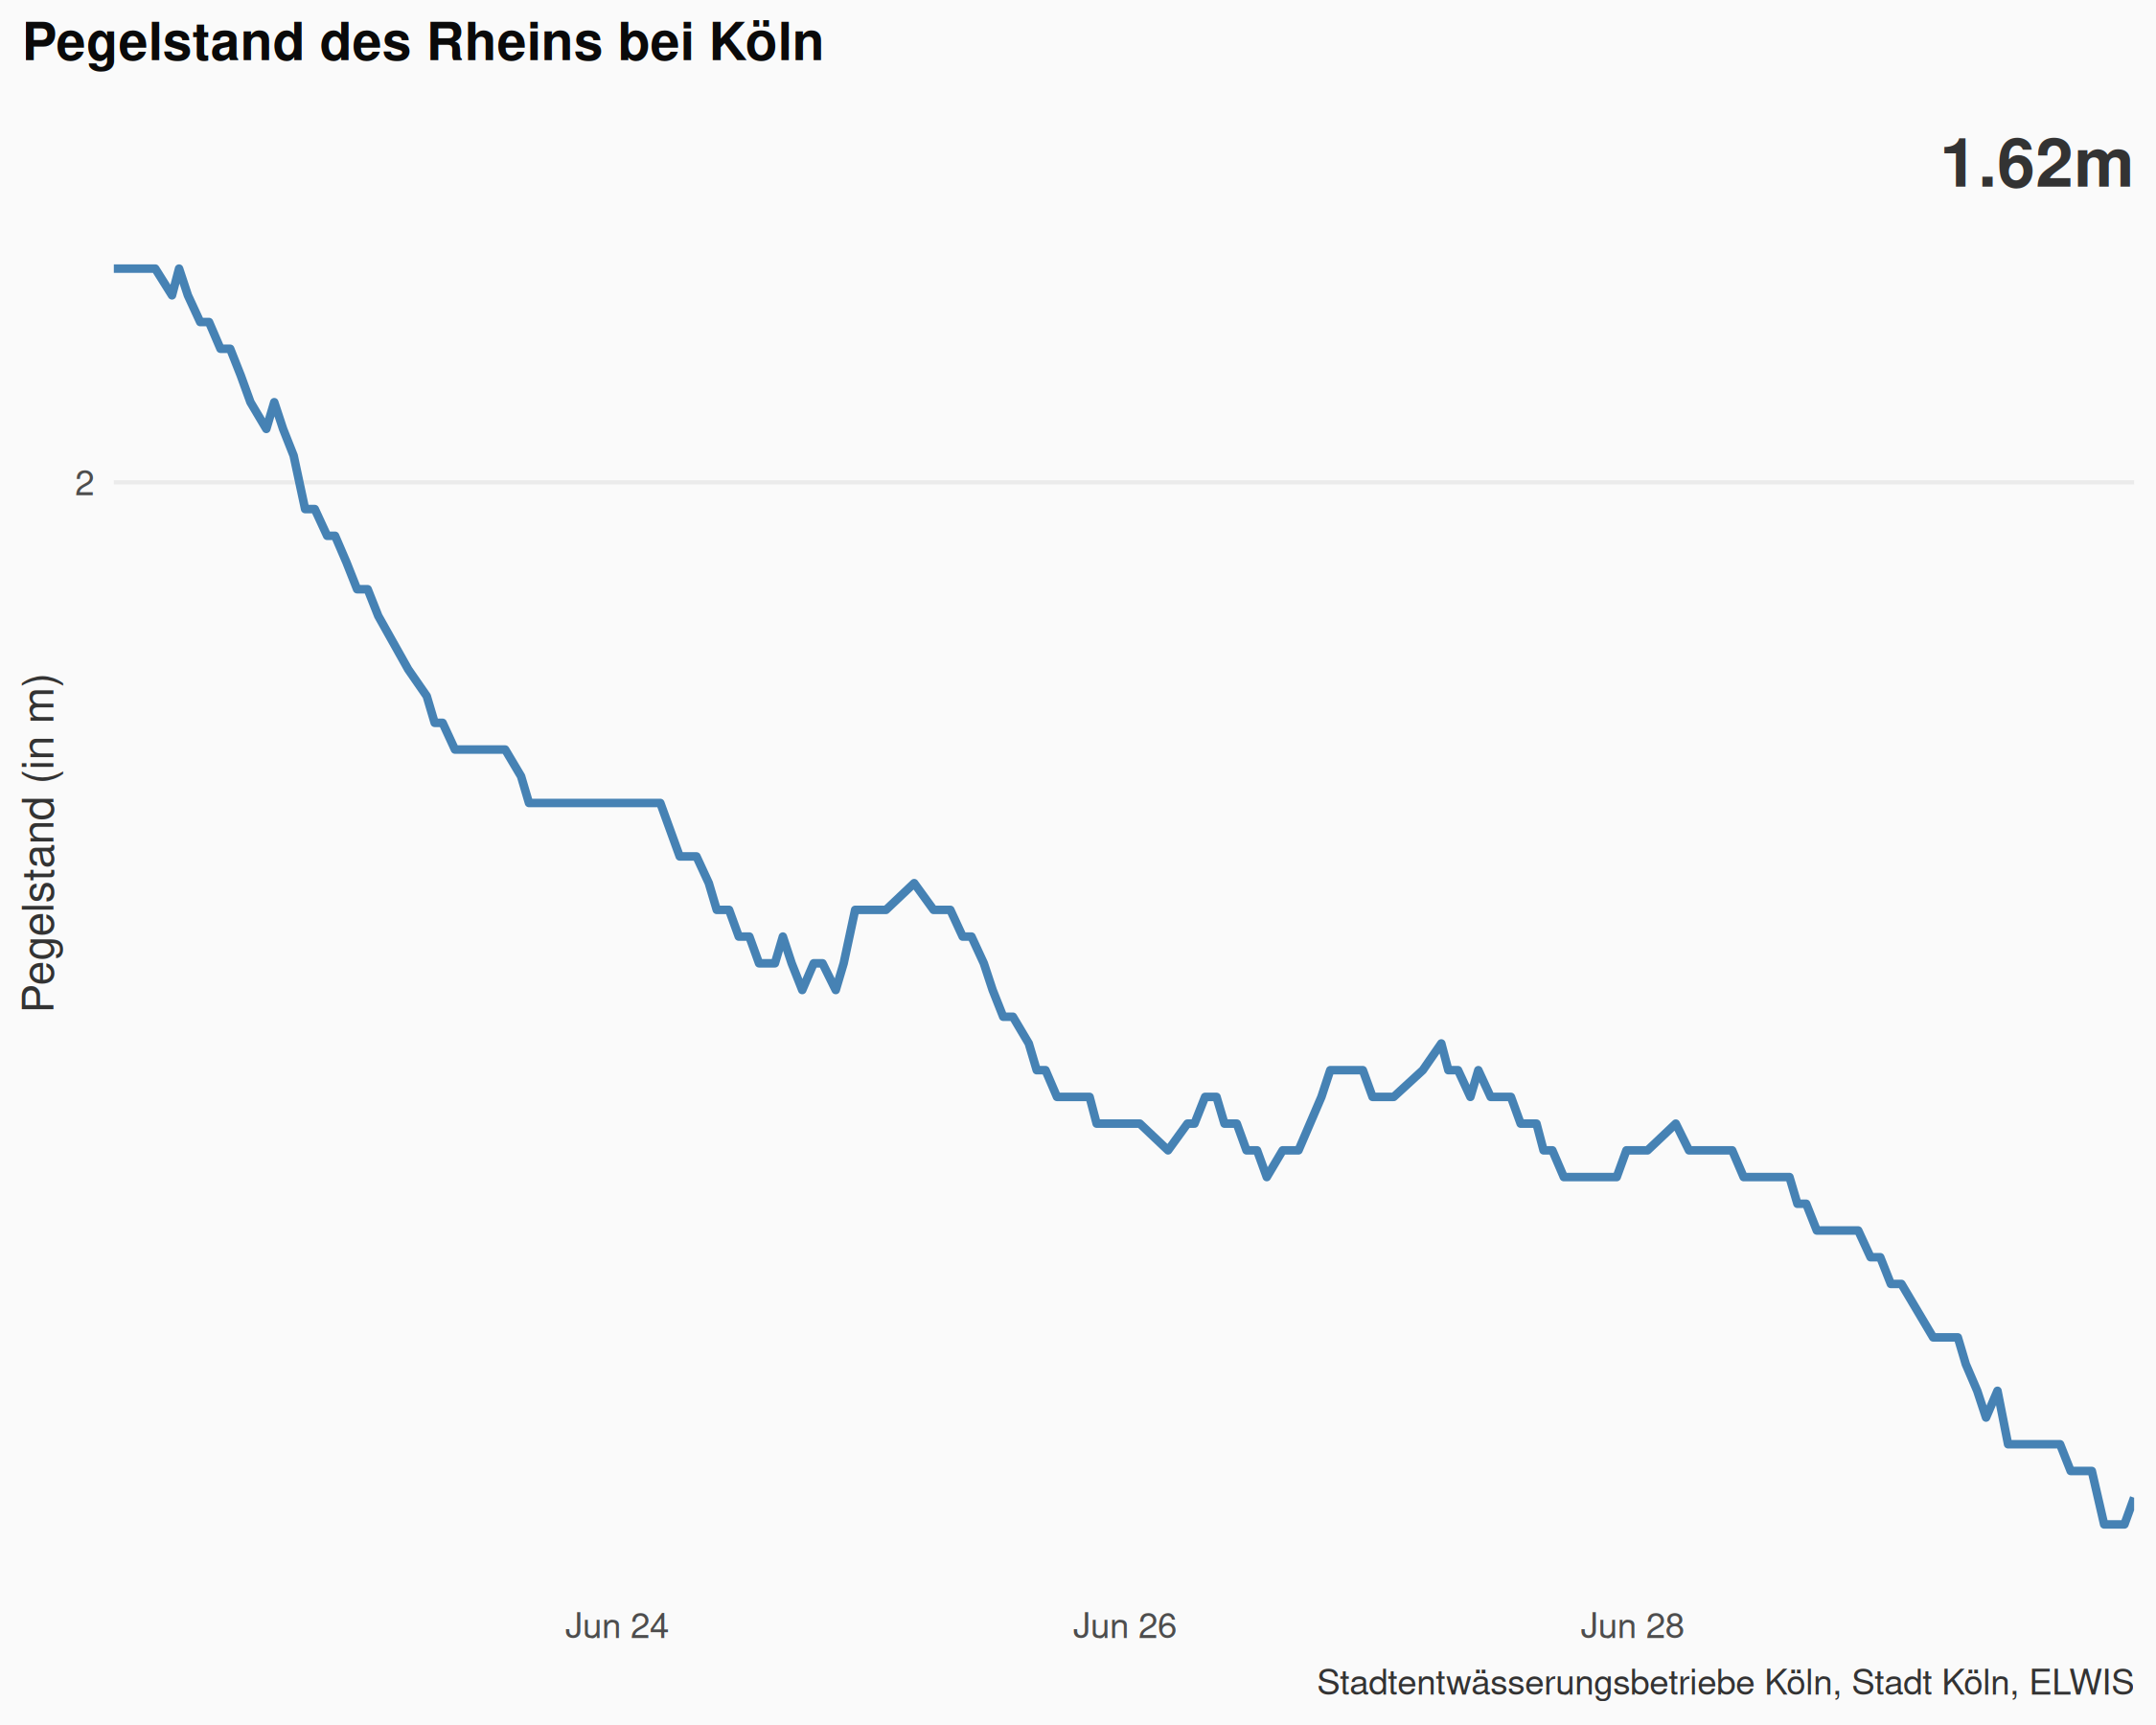 Pegelstand des Rheins bei Köln
1.62m
2
Pegelstand (in m)
Jun 24
Jun 26
Jun 28
Stadtentwässerungsbetriebe Köln, Stadt Köln, ELWIS